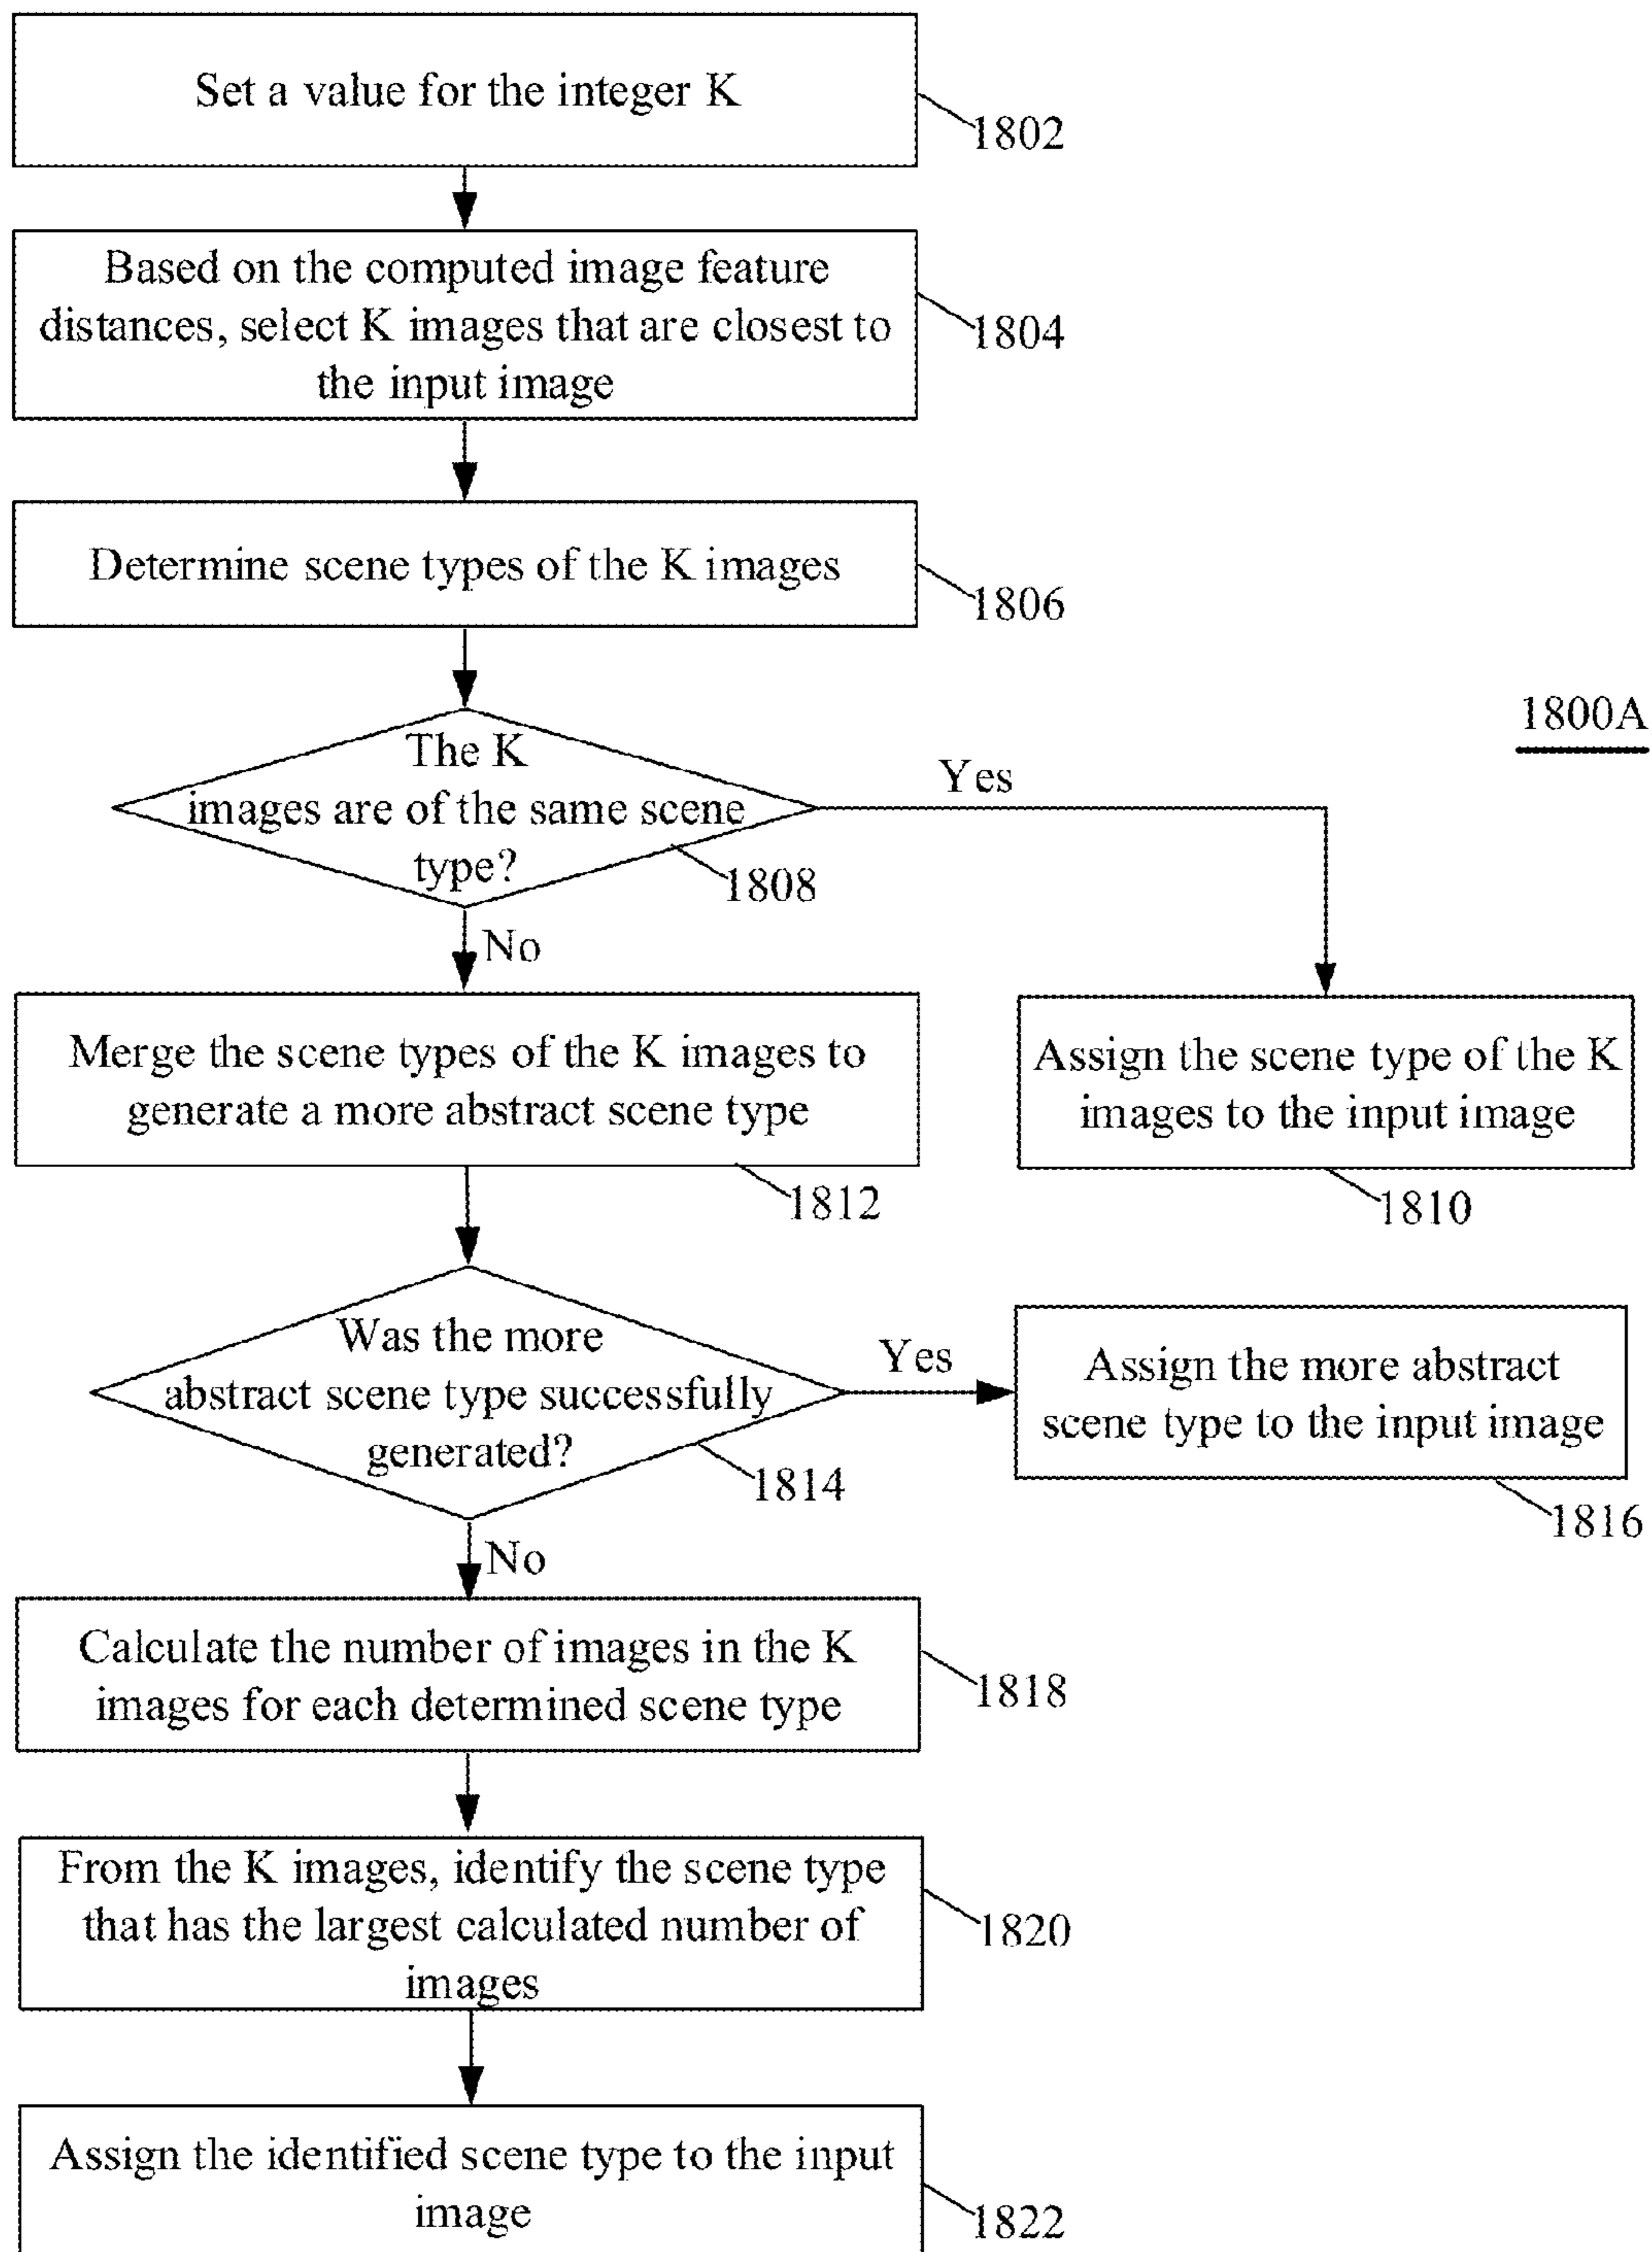 Set a value for the integer K
1802
Based on the computed image feature
distances, select K images that are closest to
the input image
1804
Determine scene types of the K images
1806
1800A
The K
images are of the same scene
type?
1808
Yes
No
Merge the scene types of the K images to
generate a more abstract scene type
1812
Assign the scene type of the K
images to the input image
1810
Was the more
abstract scene type successfully
generated?
1814
Yes
Assign the more abstract
scene type to the input image
1816
No
Calculate the number of images in the K
images for each determined scene type
1818
From the K images, identify the scene type
that has the largest calculated number of
images
1820
Assign the identified scene type to the input
image
1822